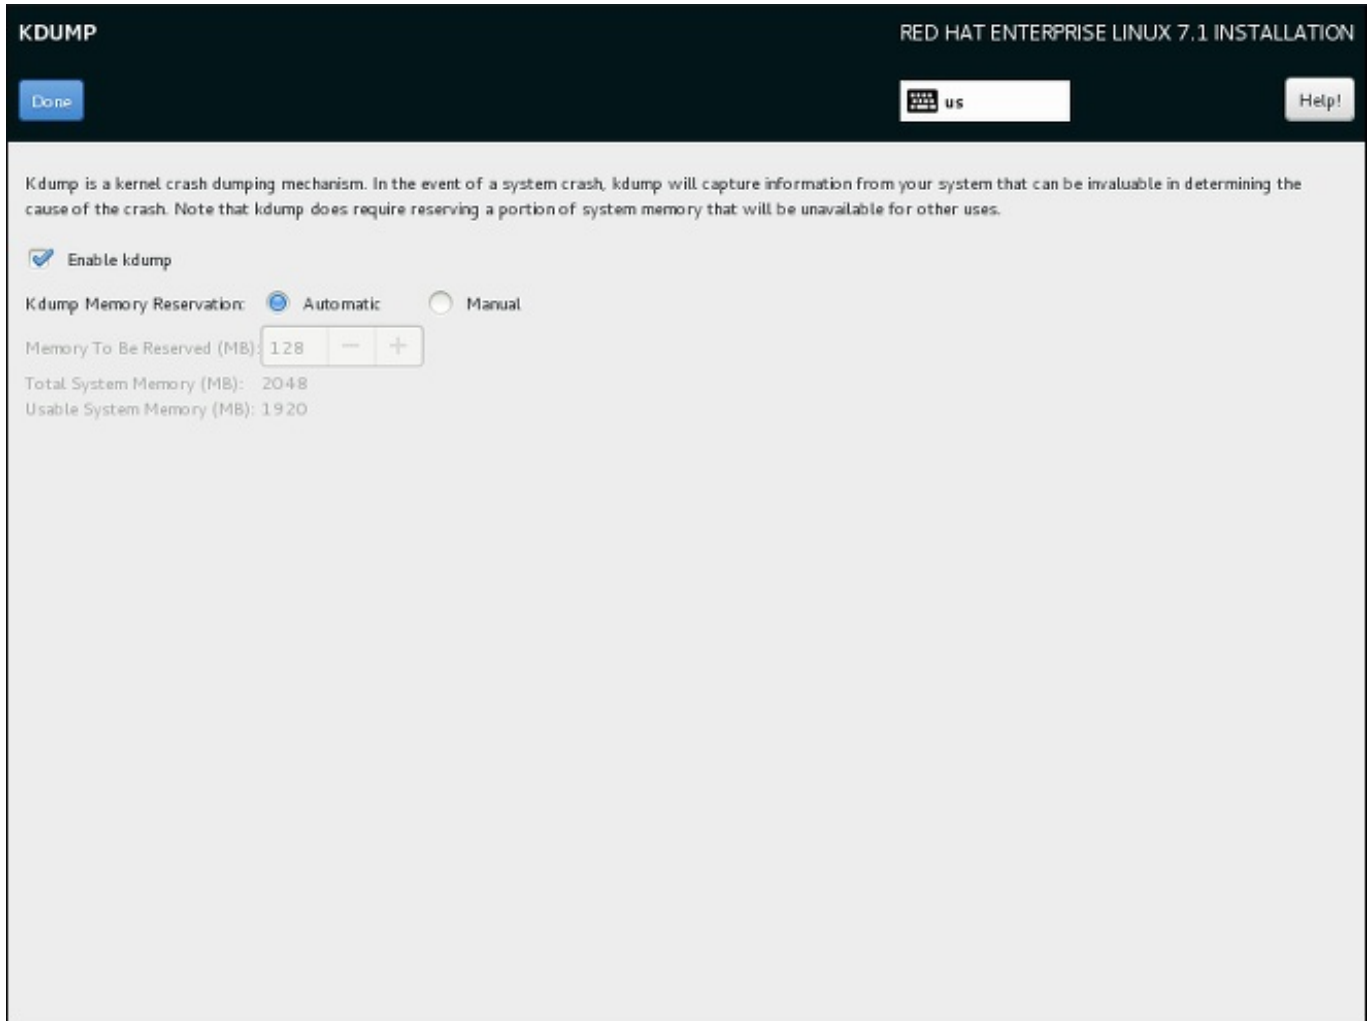 KDUMP
RED HAT ENTERPRISE LINUX 7.1 INSTALLATION
Done
us
Help!
Kdump is a kernel crash dumping mechanism. In the event of a system crash, kdump will capture information from your system that can be invaluable in determining the
cause of the crash. Note that kdump does require reserving a portion of system memory that will be unavailable for other uses.
Enable kdump
Kdump Memory Reservation: Automatic Manual
Memory To Be Reserved (MB): 128 − +
Total System Memory (MB): 2048
Usable System Memory (MB): 1920